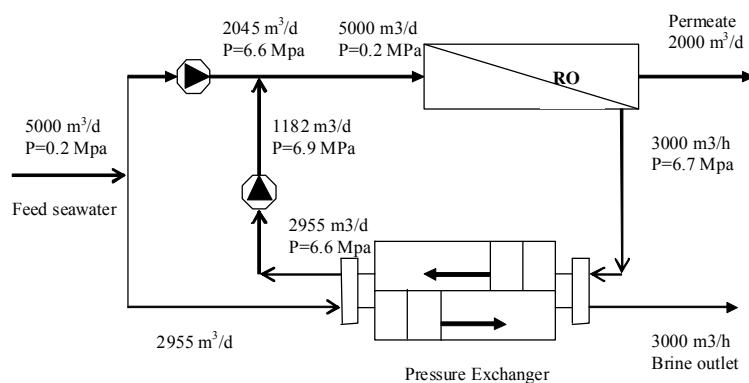 2045 m³/d
P=6.6 Mpa
5000 m3/d
P=0.2 MPa
Permeate
2000 m³/d
RO
5000 m³/d
P=0.2 Mpa
Feed seawater
1182 m3/d
P=6.9 MPa
3000 m3/h
P=6.7 Mpa
2955 m3/d
P=6.6 Mpa
2955 m³/d
3000 m3/h
Brine outlet
Pressure Exchanger